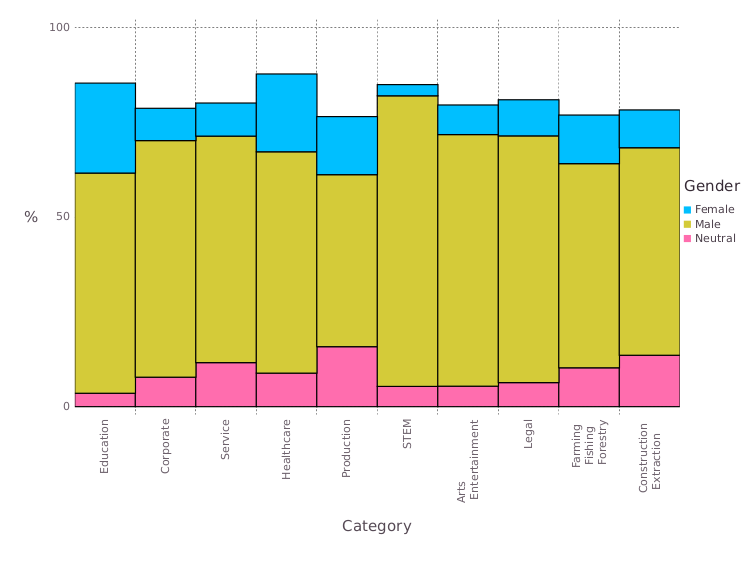 100
50
0
%
Gender
Female
Male
Neutral
Education
Corporate
Service
Healthcare
Production
STEM
Arts
Entertainment
Legal
Farming
Fishing
Forestry
Construction
Extraction
Category